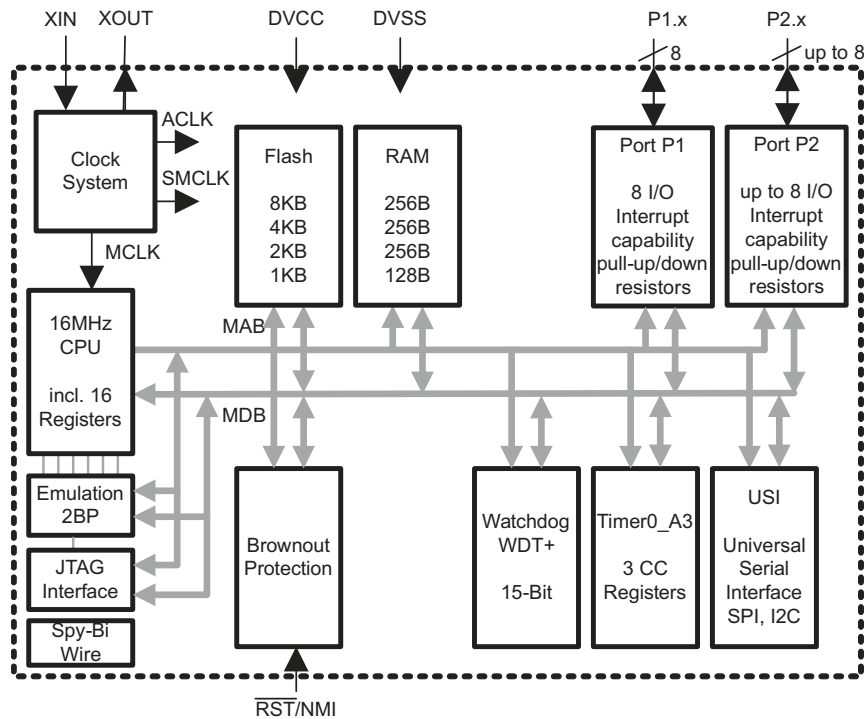 XIN
XOUT
DVCC
DVSS
P1.x
P2.x
8
up to 8
ACLK
SMCLK
MCLK
Clock
System
Flash
8KB
4KB
2KB
1KB
RAM
256B
256B
256B
128B
Port P1
8 I/O
Interrupt
capability
pull-up/down
resistors
Port P2
up to 8 I/O
Interrupt
capability
pull-up/down
resistors
16MHz
CPU
incl. 16
Registers
MAB
MDB
Emulation
2BP
JTAG
Interface
Spy-Bi
Wire
Brownout
Protection
Watchdog
WDT+
15-Bit
Timer0_A3
3 CC
Registers
USI
Universal
Serial
Interface
SPI, I2C
RST/NMI